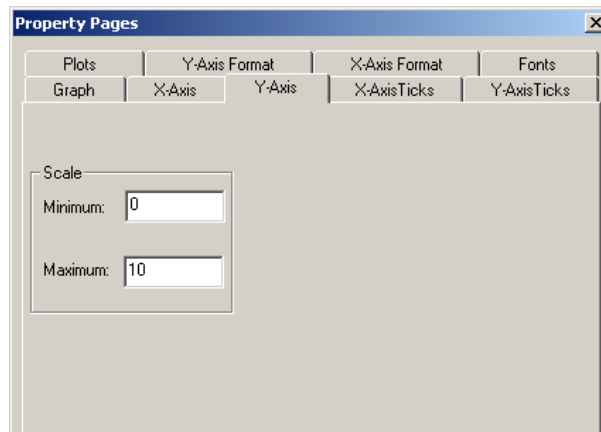 Property Pages
Plots Y-Axis Format X-Axis Format Fonts
Graph X-Axis Y-Axis X-AxisTicks Y-AxisTicks
Scale
Minimum: 0
Maximum: 10